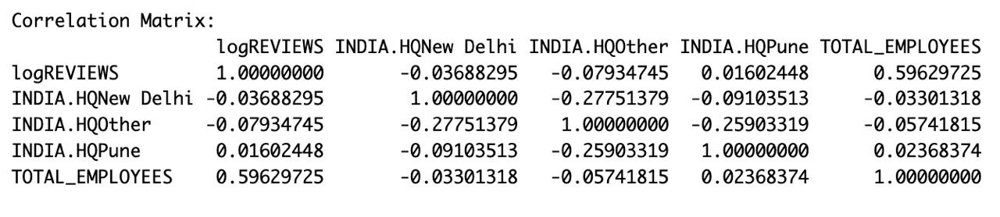 Correlation Matrix:
logREVIEWS INDIA.HQNew Delhi INDIA.HQOther INDIA.HQPune TOTAL_EMPLOYEES
logREVIEWS 1.00000000 -0.03688295 -0.07934745 0.01602448 0.59629725
INDIA.HQNew Delhi -0.03688295 1.00000000 -0.27751379 -0.09103513 -0.03301318
INDIA.HQOther -0.07934745 -0.27751379 1.00000000 -0.25903319 -0.05741815
INDIA.HQPune 0.01602448 -0.09103513 -0.25903319 1.00000000 0.02368374
TOTAL_EMPLOYEES 0.59629725 -0.03301318 -0.05741815 0.02368374 1.00000000